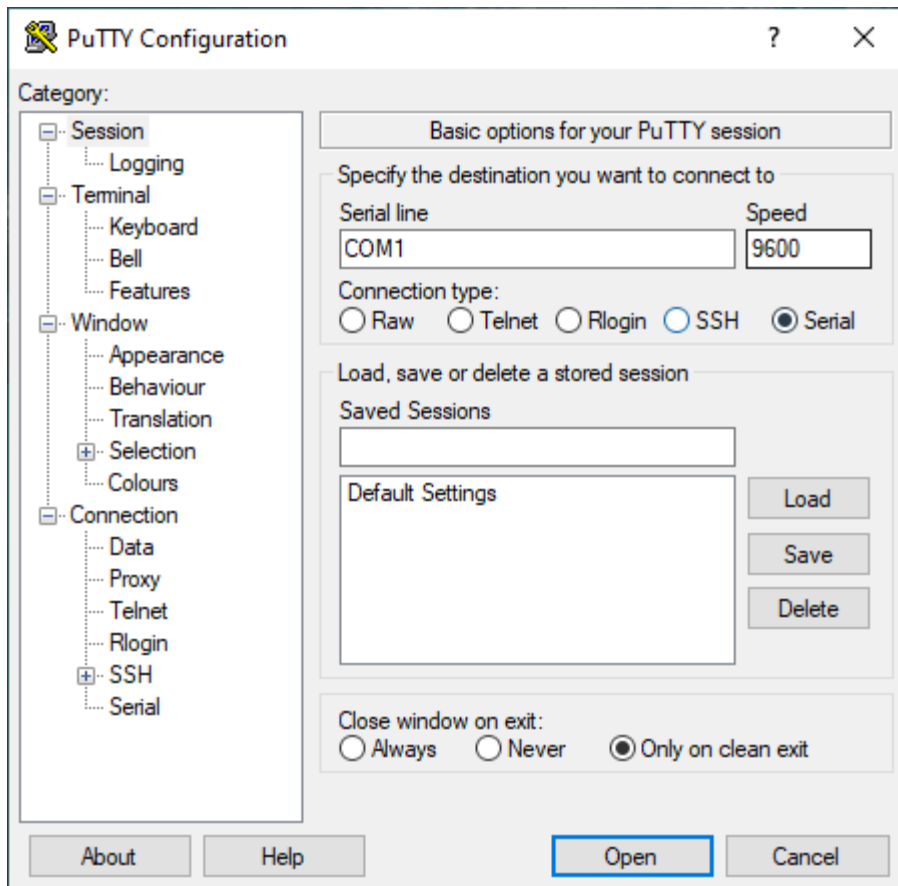 PuTTY Configuration
?
Category:
Session
Logging
Terminal
Keyboard
Bell
Features
Window
Appearance
Behaviour
Translation
Selection
Colours
Connection
Data
Proxy
Telnet
Rlogin
SSH
Serial
Basic options for your PuTTY session
Specify the destination you want to connect to
Serial line Speed
COM1 9600
Connection type:
Raw Telnet Rlogin SSH Serial
Load, save or delete a stored session
Saved Sessions
Default Settings
Load
Save
Delete
Close window on exit:
Always Never Only on clean exit
About Help Open Cancel